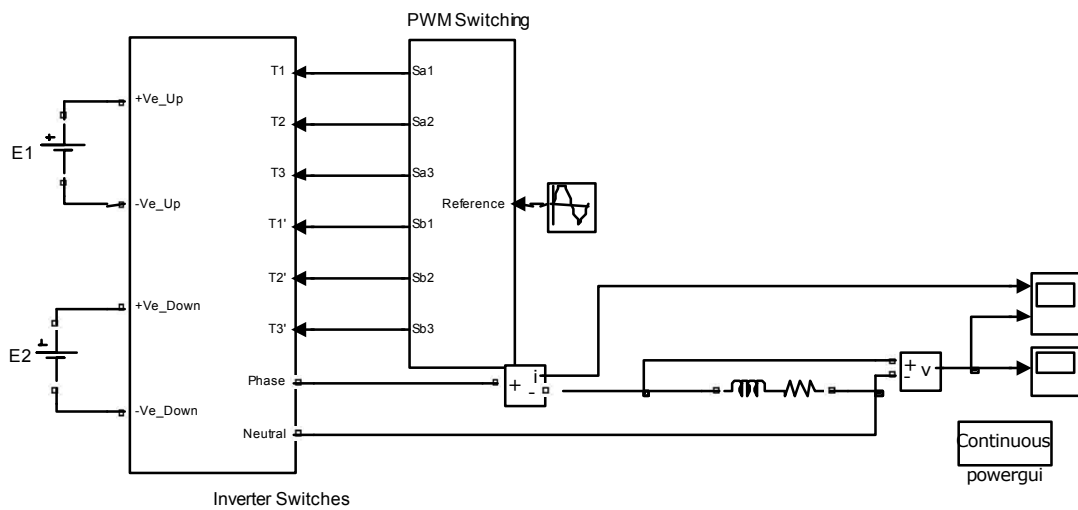 PWM Switching
T1
Sa1
+Ve_Up
T2
Sa2
E1
+
T3
Sa3
-Ve_Up
Reference
T1'
Sb1
T2'
Sb2
+Ve_Down
T3'
Sb3
E2
+
Phase
+
i
-
+
-
v
-Ve_Down
Neutral
Continuous
powergui
Inverter Switches